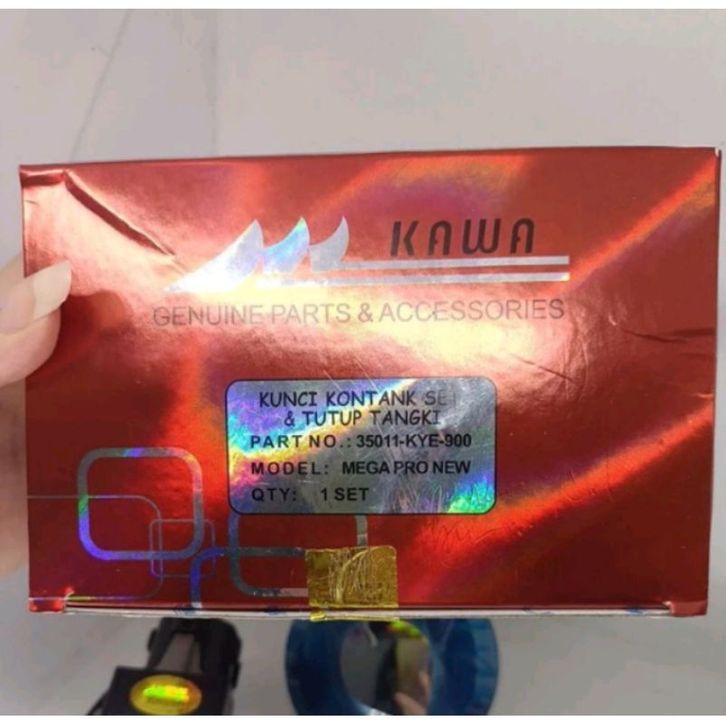 KAWA
GENUINE PARTS & ACCESSORIES
KUNCI KONTANK SET
& TUTUP TANGKI
PART NO.: 35011-KYE-900
MODEL: MEGA PRO NEW
QTY: 1 SET